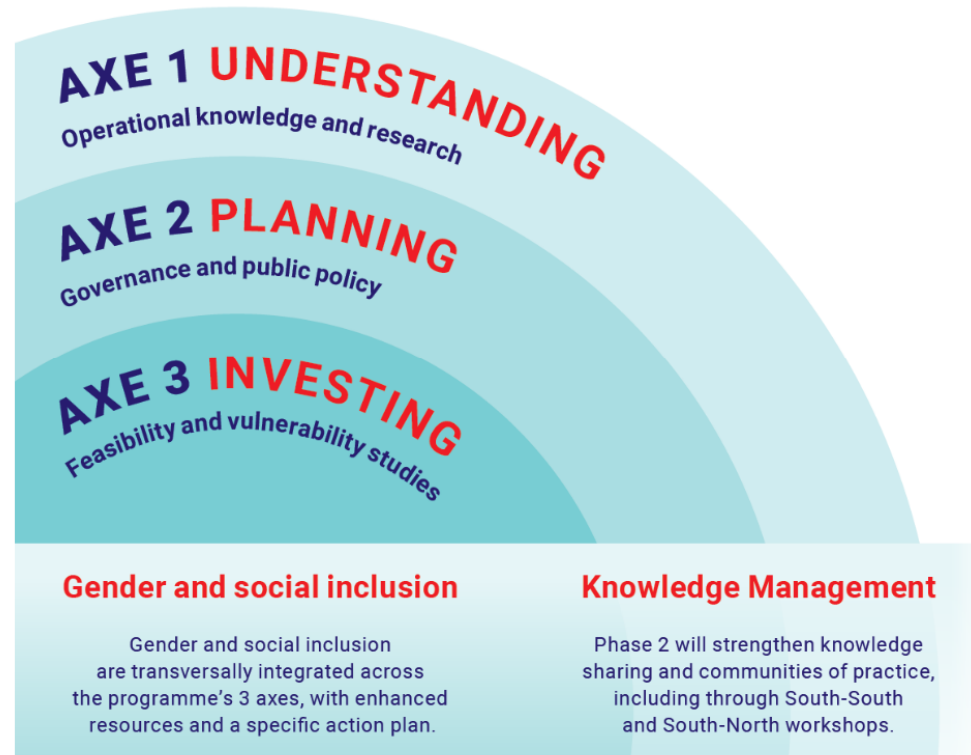 AXE 1 UNDERSTANDING
Operational knowledge and research
AXE 2 PLANNING
Governance and public policy
AXE 3 INVESTING
Feasibility and vulnerability studies
Gender and social inclusion
Gender and social inclusion
are transversally integrated across
the programme’s 3 axes, with enhanced
resources and a specific action plan.
Knowledge Management
Phase 2 will strengthen knowledge
sharing and communities of practice,
including through South-South
and South-North workshops.